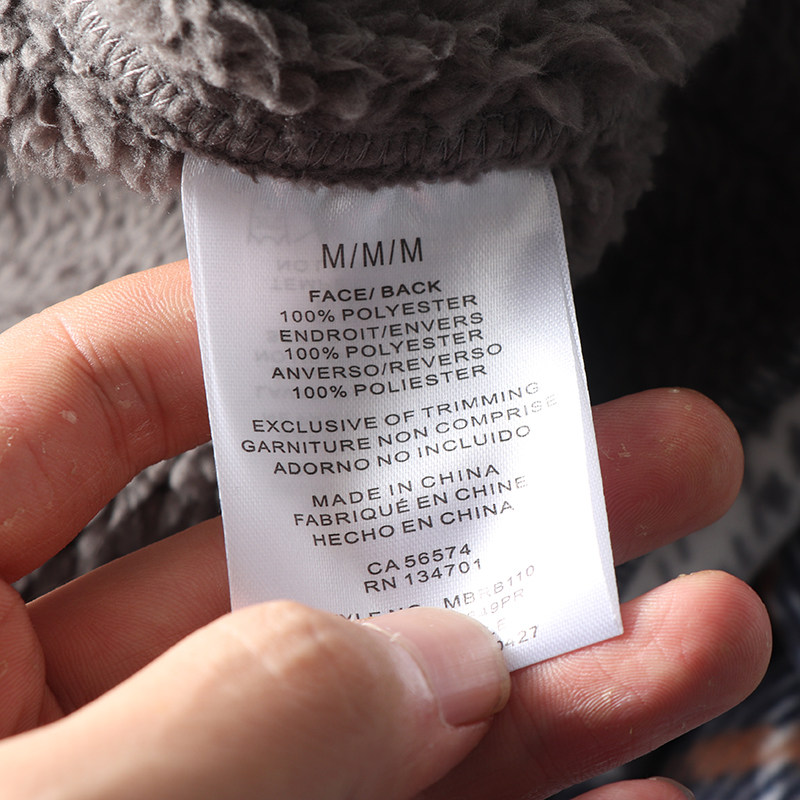 M/M/M
FACE/ BACK
100% POLYESTER
ENDROIT/ENVERS
100% POLYESTER
ANVERSO/REVERSO
100% POLIESTER
EXCLUSIVE OF TRIMMING
GARNITURE NON COMPRISE
ADORNO NO INCLUIDO
MADE IN CHINA
FABRIQUÉ EN CHINE
HECHO EN CHINA
CA 56574
RN 134701